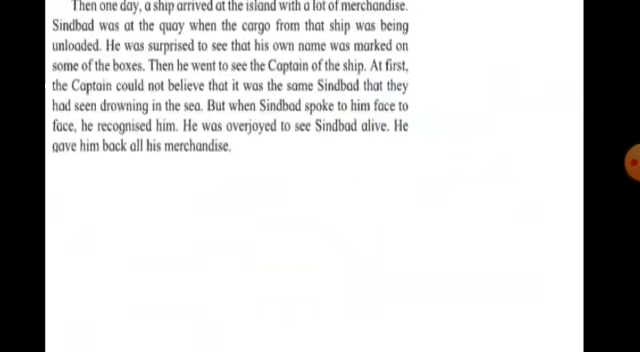 Then one day, a ship arrived at the island with a lot of merchandise.
Sindbad was at the quay when the cargo from that ship was being
unloaded. He was surprised to see that his own name was marked on
some of the boxes. Then he went to see the Captain of the ship. At first,
the Captain could not believe that it was the same Sindbad that they
had seen drowning in the sea. But when Sindbad spoke to him face to
face, he recognised him. He was overjoyed to see Sindbad alive. He
gave him back all his merchandise.